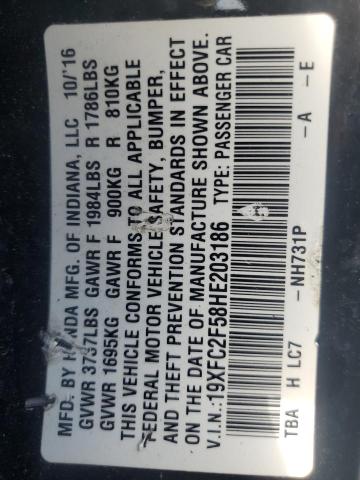 MFD. BY HONDA MFG. OF INDIANA, LLC 10/'16
GVWR 3737LBS GAWR F 1984LBS R 1786LBS
GVWR 1695KG GAWR F 900KG R 810KG
THIS VEHICLE CONFORMS TO ALL APPLICABLE
FEDERAL MOTOR VEHICLE SAFETY, BUMPER,
AND THEFT PREVENTION STANDARDS IN EFFECT
ON THE DATE OF MANUFACTURE SHOWN ABOVE.
V.I.N.:19XFC2F58HE203186 TYPE: PASSENGER CAR
TBA H LC7 -NH731P -A -E